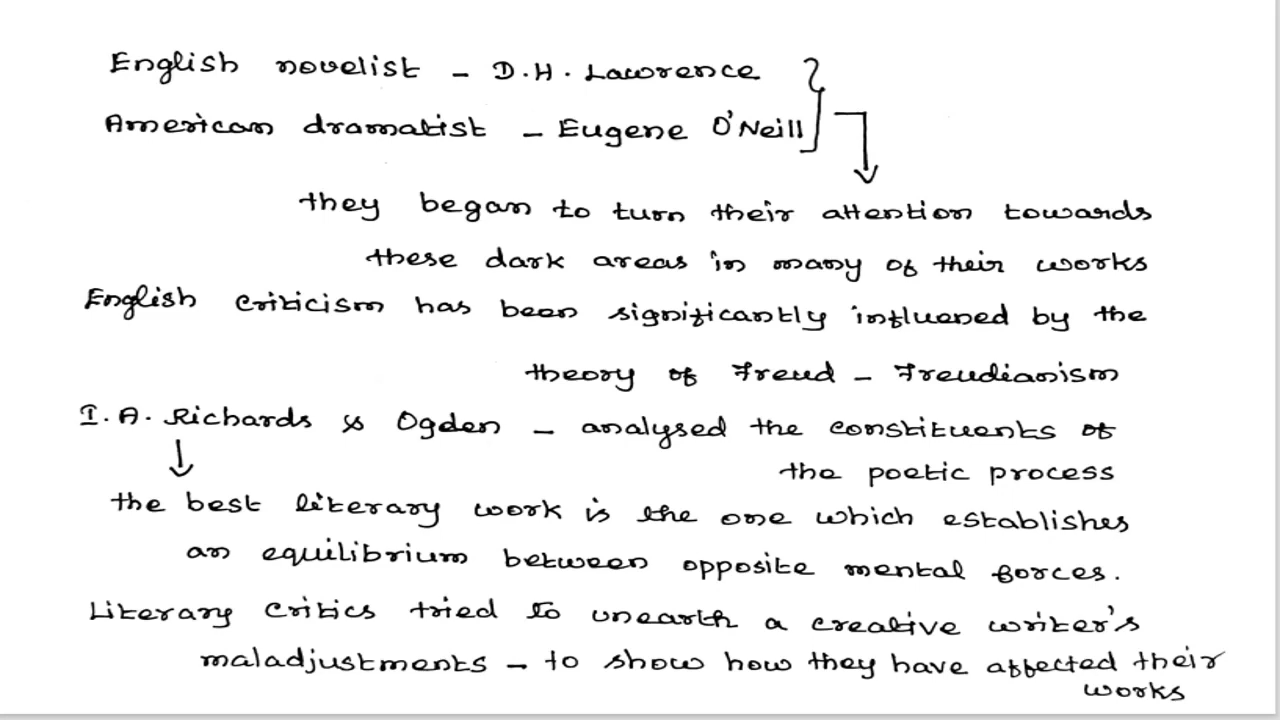 English novelist - D.H. Lawrence
American dramatist - Eugene O'Neill
they began to turn their attention towards
these dark areas in many of their works
English criticism has been significantly influened by the
theory of Freud - Freudianism
I.A. Richards & Ogden - analysed the constituents of
the poetic process
the best literary work is the one which establishes
an equilibrium between opposite mental forces.
Literary critics tried to unearth a creative writer's
maladjustments - to show how they have affected their
works